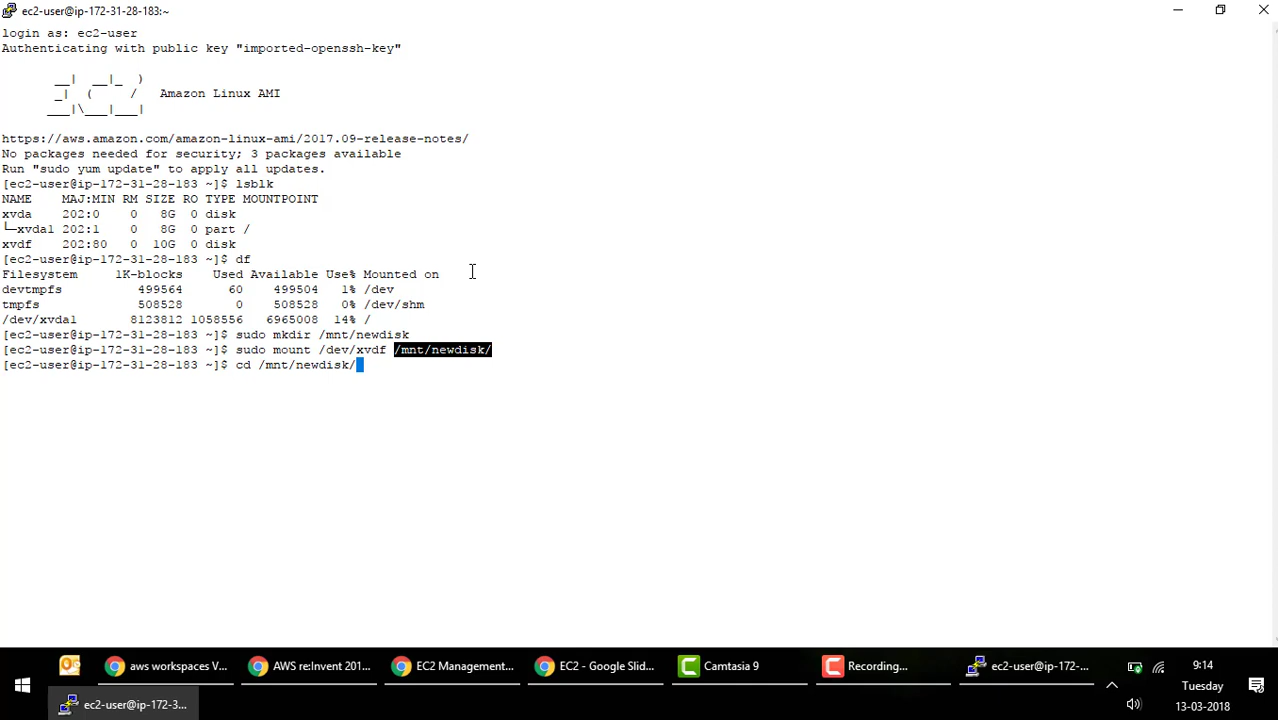 ec2-user@ip-172-31-28-183:~
login as: ec2-user
Authenticating with public key "imported-openssh-key"
__|  __|_  )
_|  (     /   Amazon Linux AMI
___|\___|___|
https://aws.amazon.com/amazon-linux-ami/2017.09-release-notes/
No packages needed for security; 3 packages available
Run "sudo yum update" to apply all updates.
[ec2-user@ip-172-31-28-183 ~]$ lsblk
NAME    MAJ:MIN RM SIZE RO TYPE MOUNTPOINT
xvda    202:0    0   8G  0 disk
└─xvda1 202:1    0   8G  0 part /
xvdf    202:80   0  10G  0 disk
[ec2-user@ip-172-31-28-183 ~]$ df
Filesystem     1K-blocks    Used Available Use% Mounted on
devtmpfs          499564      60    499504   1% /dev
tmpfs             508528       0    508528   0% /dev/shm
/dev/xvda1       8123812 1058556   6965008  14% /
[ec2-user@ip-172-31-28-183 ~]$ sudo mkdir /mnt/newdisk
[ec2-user@ip-172-31-28-183 ~]$ sudo mount /dev/xvdf /mnt/newdisk/
[ec2-user@ip-172-31-28-183 ~]$ cd /mnt/newdisk/
aws workspaces V... AWS re:Invent 201... EC2 Management... EC2 - Google Slid... Camtasia 9 Recording... ec2-user@ip-172-...
9:14
Tuesday
ec2-user@ip-172-3...
13-03-2018